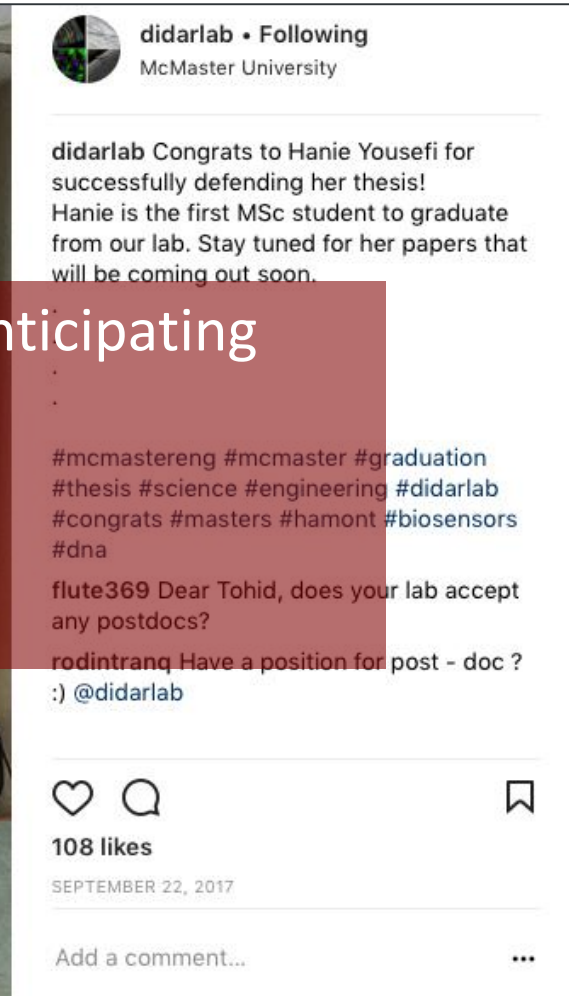 didarlab • Following
McMaster University
didarlab Congrats to Hanie Yousefi for
successfully defending her thesis!
Hanie is the first MSc student to graduate
from our lab. Stay tuned for her papers that
will be coming out soon.
nticipating
.
.
.
#mcmastereng #mcmaster #graduation
#thesis #science #engineering #didarlab
#congrats #masters #hamont #biosensors
#dna
flute369 Dear Tohid, does your lab accept
any postdocs?
rodintranq Have a position for post - doc ?
:) @didarlab
108 likes
SEPTEMBER 22, 2017
Add a comment...